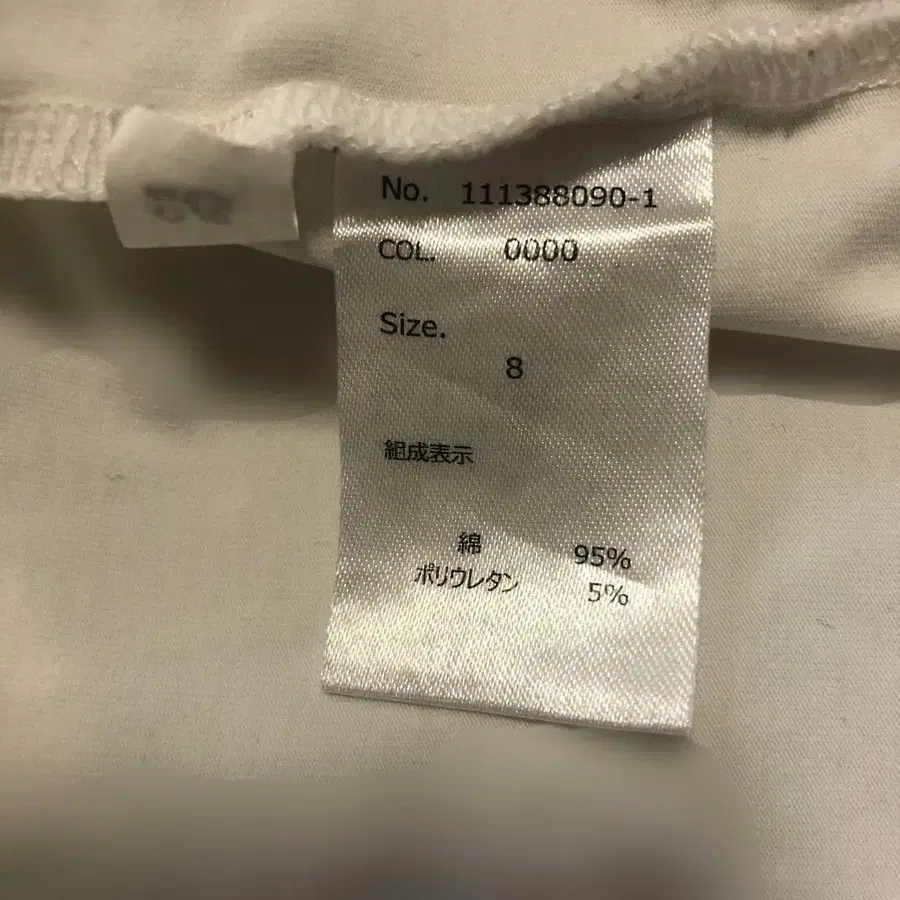 No. 111388090-1
COL. 0000
Size.
8
組成表示
綿 95%
ポリウレタン 5%